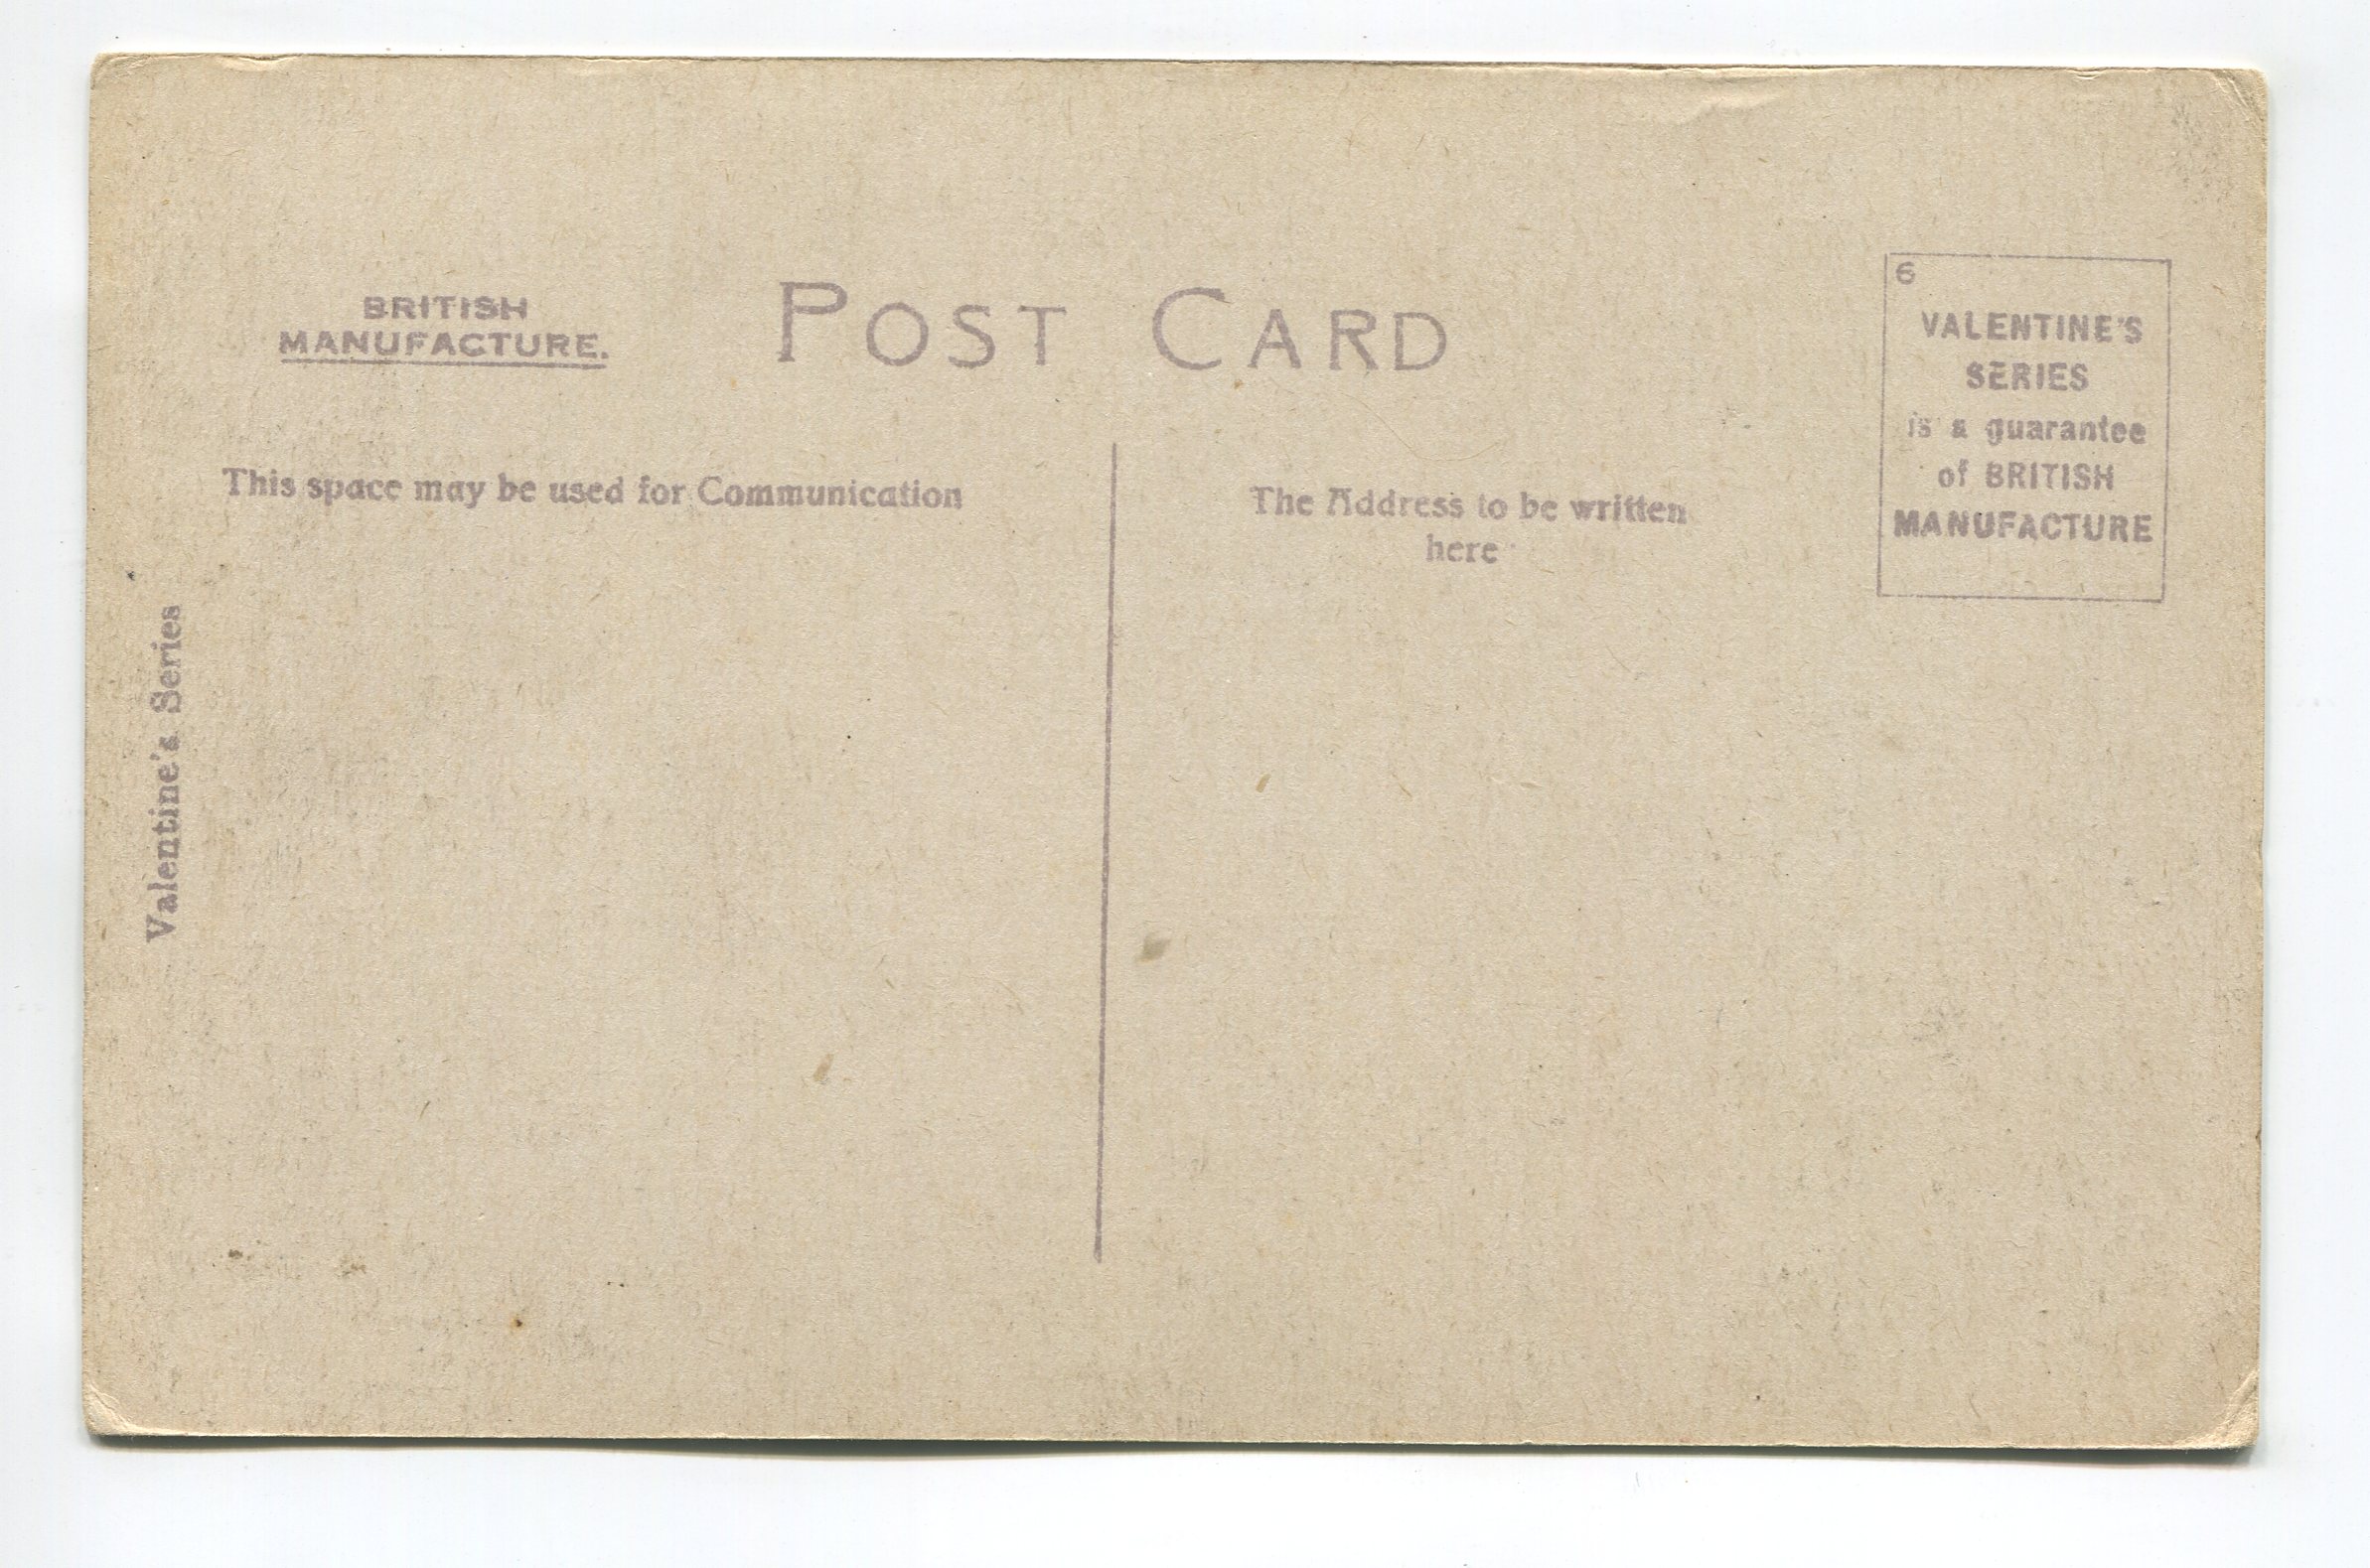 BRITISH
MANUFACTURE.
POST CARD
6
VALENTINE'S
SERIES
is a guarantee
of BRITISH
MANUFACTURE
This space may be used for Communication
The Address to be written
here
Valentine's Series